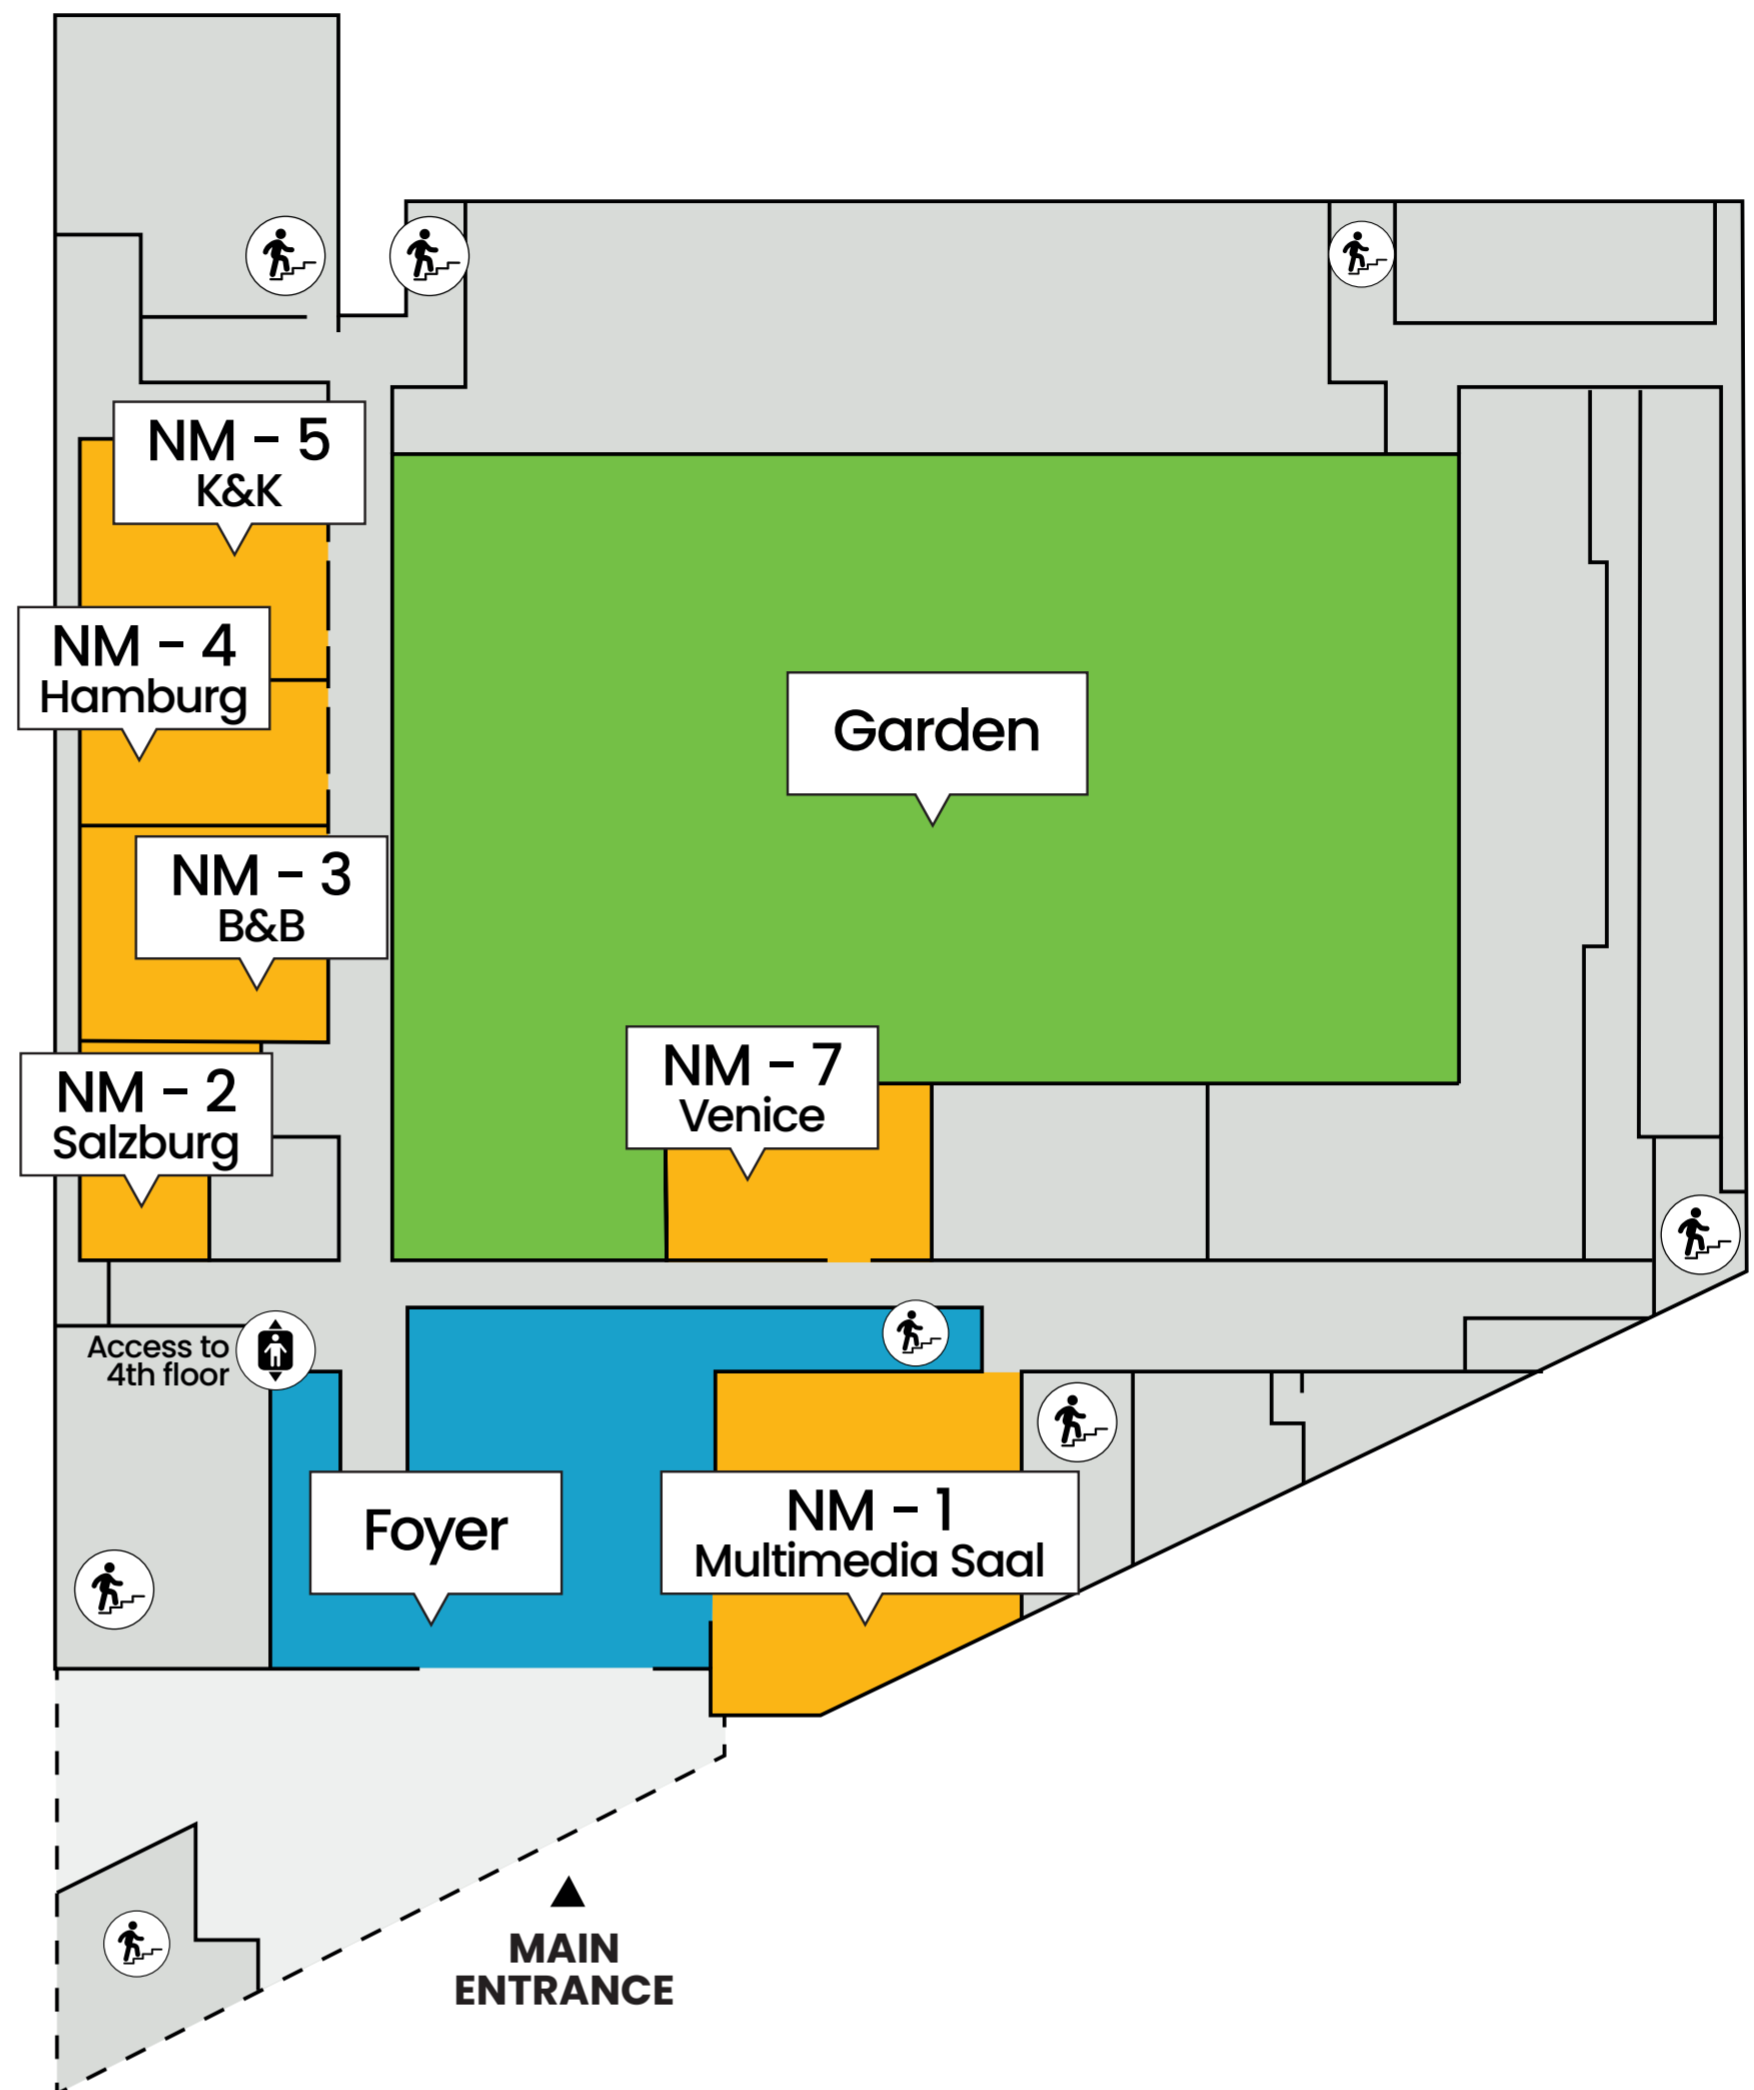 NM - 5
K&K
NM - 4
Hamburg
Garden
NM - 3
B&B
NM - 7
Venice
NM - 2
Salzburg
Access to
4th floor
Foyer
NM - 1
Multimedia Saal
MAIN
ENTRANCE